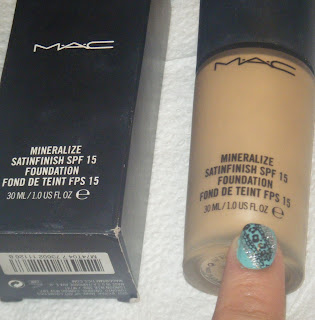 MAC
MINERALIZE
SATINFINISH SPF 15
FOUNDATION
FOND DE TEINT FPS 15
30 ML/1.0 US FL OZ e
MAC
MINERALIZE
SATINFINISH SPF 15
FOUNDATION
FOND DE TEINT FPS 15
30 ML/1.0 US FL OZ e